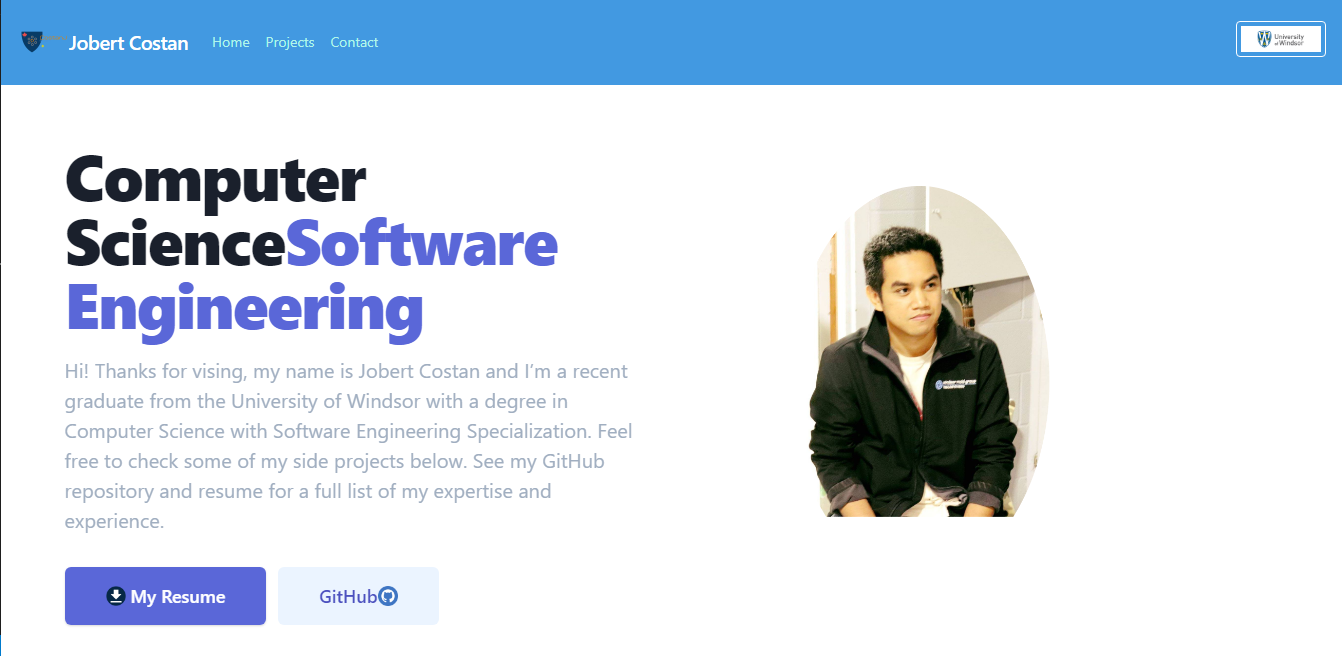 Jobert Costan Home Projects Contact
University
of Windsor
Computer
ScienceSoftware
Engineering
Hi! Thanks for vising, my name is Jobert Costan and I’m a recent
graduate from the University of Windsor with a degree in
Computer Science with Software Engineering Specialization. Feel
free to check some of my side projects below. See my GitHub
repository and resume for a full list of my expertise and
experience.
My Resume GitHub